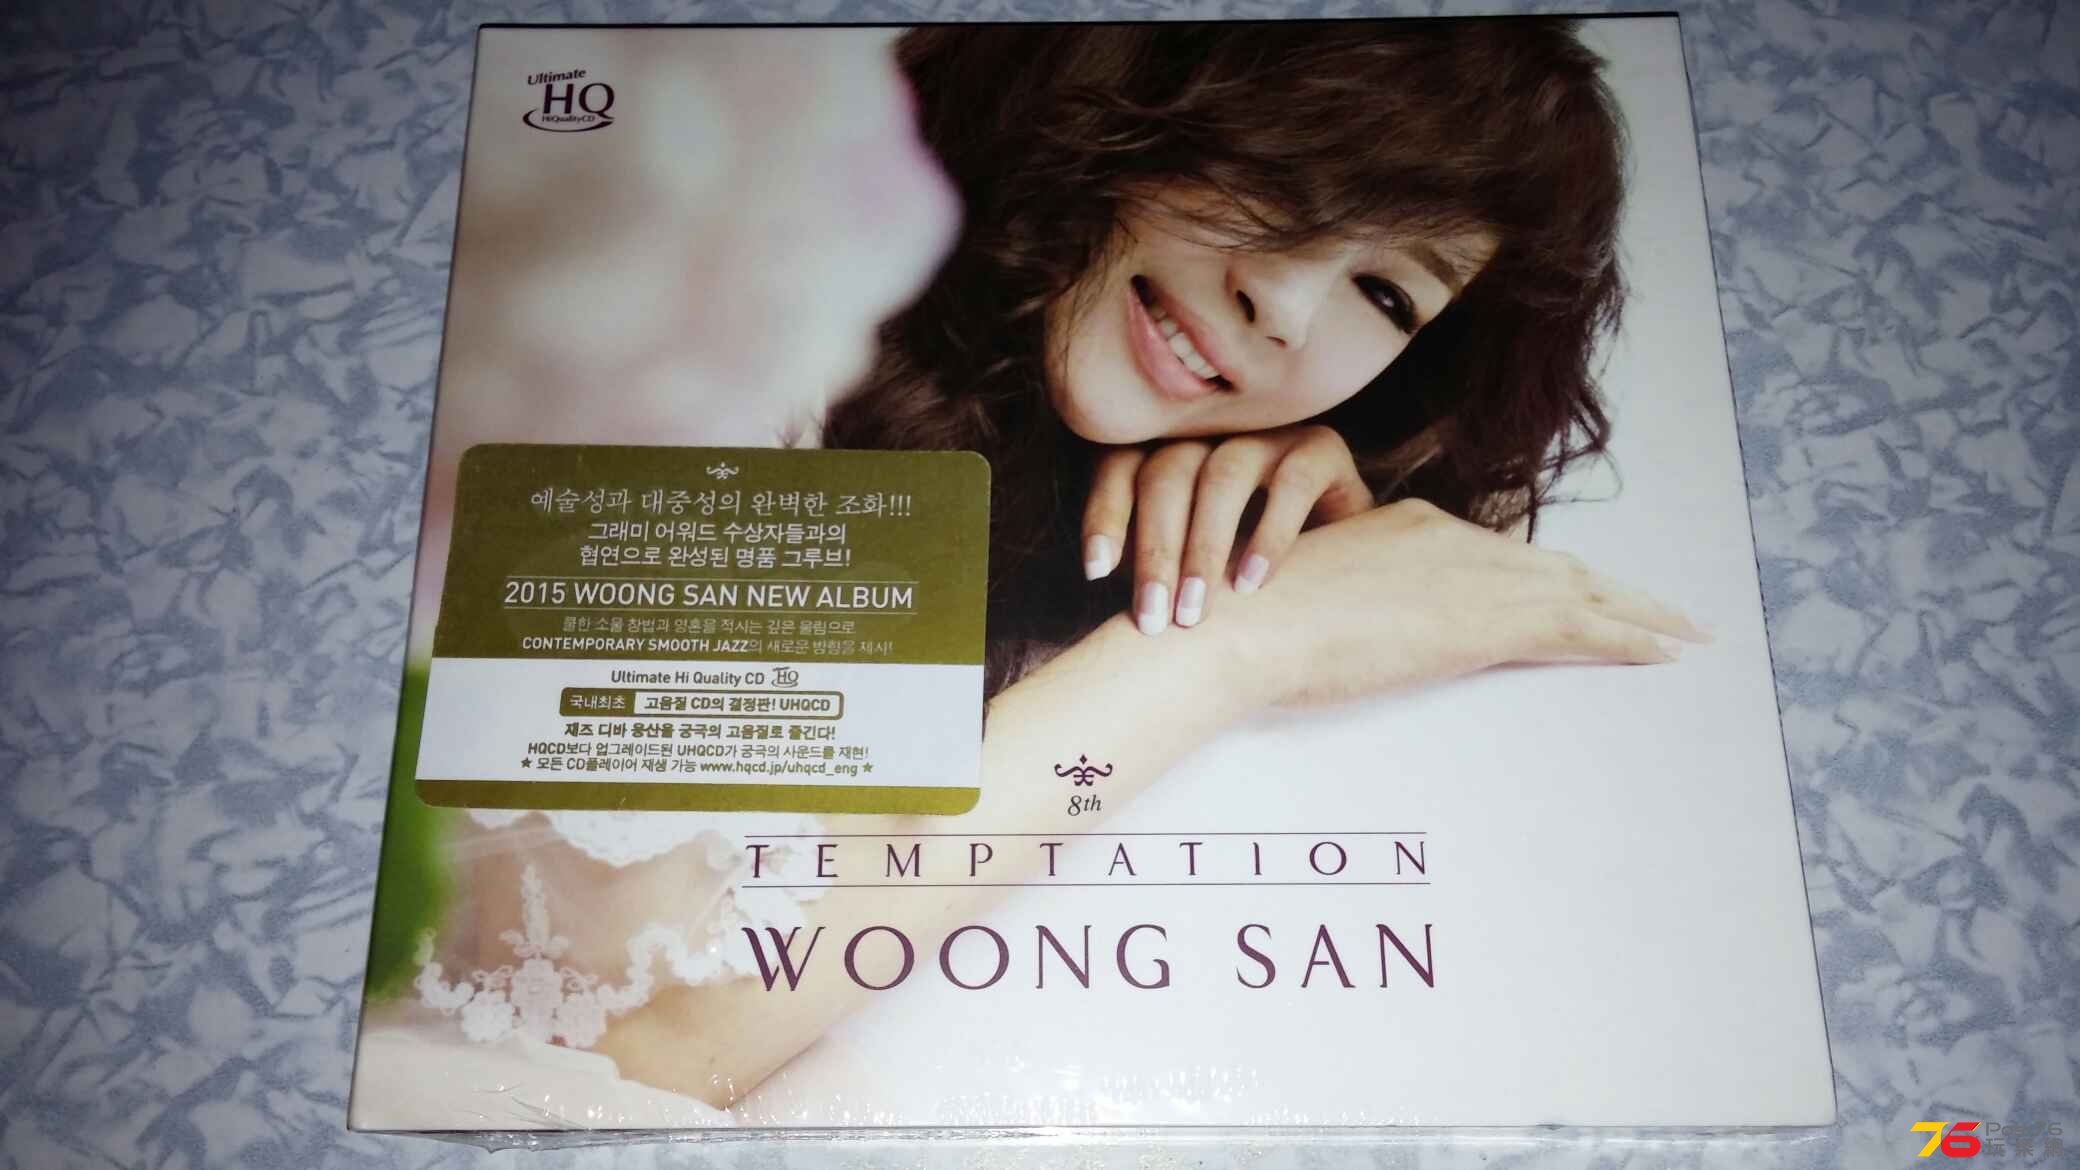 Ultimate
HQ
HiQualityCD
예술성과 대중성의 완벽한 조화!!!
그래미 어워드 수상자들과의
협연으로 완성된 명품 그루브!
2015 WOONG SAN NEW ALBUM
쿨한 소울 창법과 영혼을 적시는 깊은 울림으로
CONTEMPORARY SMOOTH JAZZ의 새로운 방향을 제시!
Ultimate Hi Quality CD HQ
국내최초 고음질 CD의 결정판! UHQCD
재즈 디바 웅산을 궁극의 고음질로 즐긴다!
HQCD보다 업그레이드된 UHQCD가 궁극의 사운드를 재현!
★ 모든 CD플레이어 재생 가능 www.hqcd.jp/uhqcd_eng ★
8th
TEMPTATION
WOONG SAN
76 Post76
玩樂網